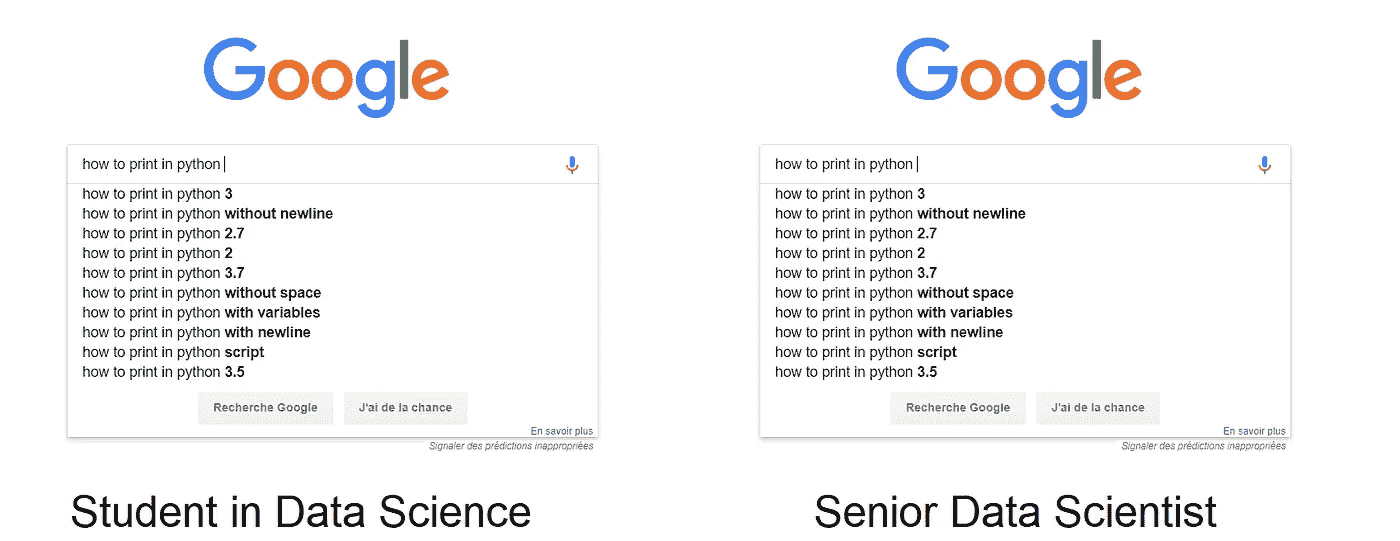 Google
how to print in python
how to print in python 3
how to print in python without newline
how to print in python 2.7
how to print in python 2
how to print in python 3.7
how to print in python without space
how to print in python with variables
how to print in python with newline
how to print in python script
how to print in python 3.5
Recherche Google J'ai de la chance
En savoir plus
Signaler des prédictions inappropriées
Student in Data Science
Google
how to print in python
how to print in python 3
how to print in python without newline
how to print in python 2.7
how to print in python 2
how to print in python 3.7
how to print in python without space
how to print in python with variables
how to print in python with newline
how to print in python script
how to print in python 3.5
Recherche Google J'ai de la chance
En savoir plus
Signaler des prédictions inappropriées
Senior Data Scientist